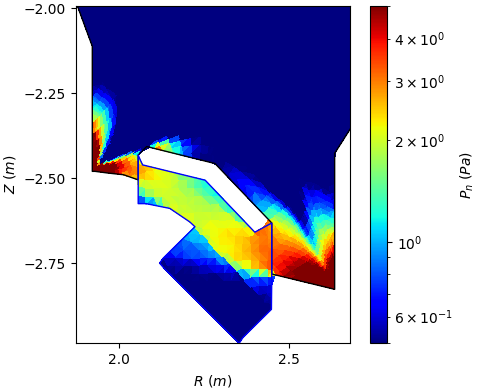 −2.00
−2.25
−2.50
−2.75
Z (m)
2.0
2.5
R (m)
4 × 10⁰
3 × 10⁰
2 × 10⁰
10⁰
6 × 10⁻¹
Pₙ (Pa)